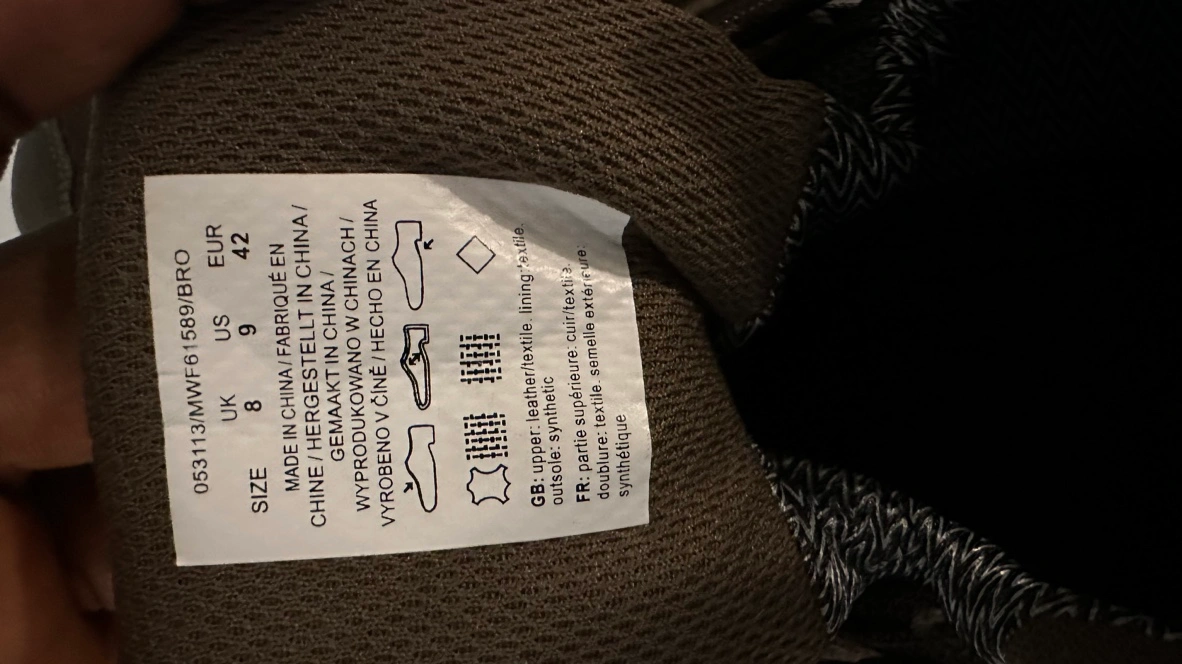 053113/MWF61589/BRO
UK US EUR
SIZE 8 9 42
MADE IN CHINA / FABRIQUÉ EN
CHINE / HERGESTELLT IN CHINA /
GEMAAKT IN CHINA /
WYPRODUKOWANO W CHINACH /
VYROBENO V ČÍNĚ / HECHO EN CHINA
GB: upper: leather/textile. lining:textile.
outsole: synthetic
FR: partie supérieure: cuir/textile.
doublure: textile. semelle extérieure:
synthétique